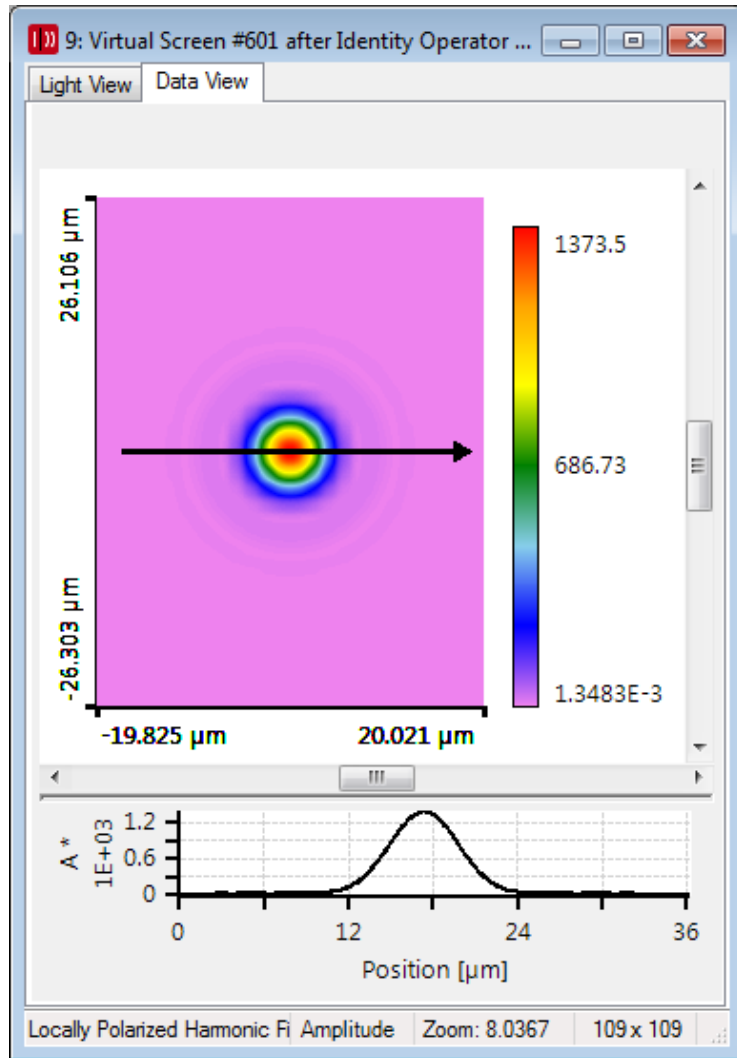 9: Virtual Screen #601 after Identity Operator ...
Light View Data View
26.106 µm
-26.303 µm
-19.825 µm 20.021 µm
1373.5
686.73
1.3483E-3
A *
1E+03
1.2
0.6
0
0 12 24 36
Position [µm]
Locally Polarized Harmonic Fi Amplitude Zoom: 8.0367 109 x 109